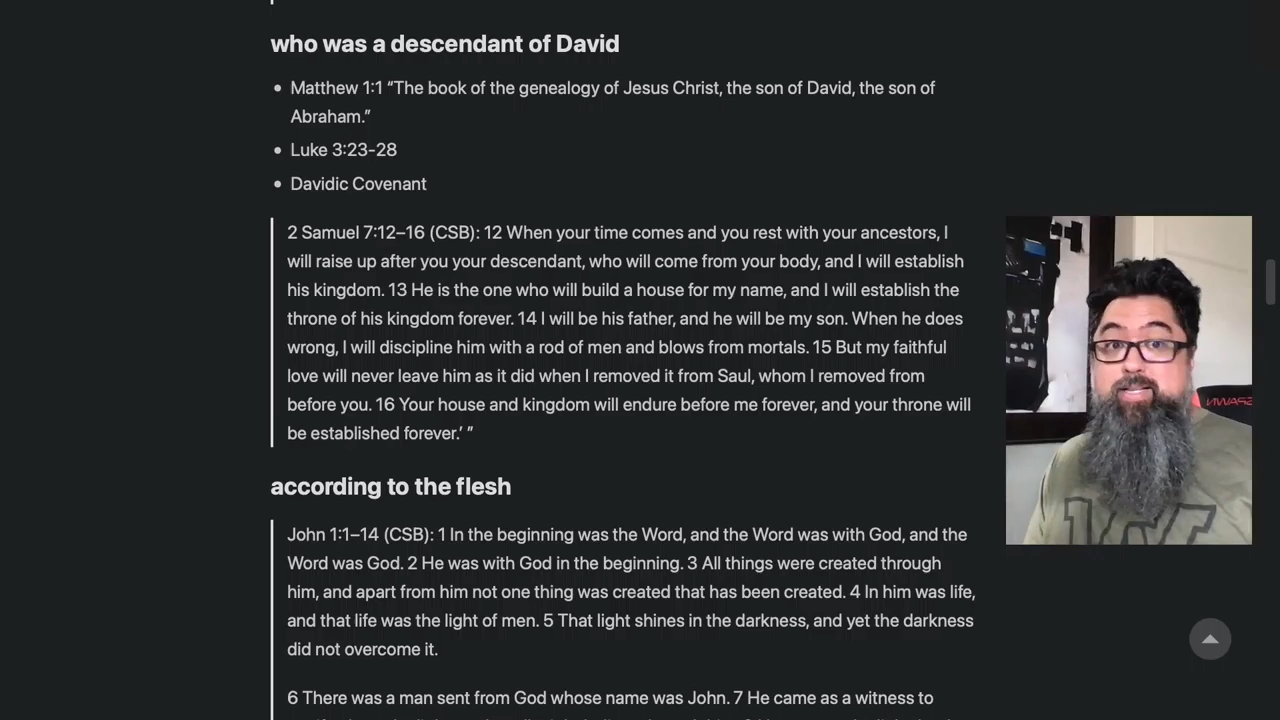 who was a descendant of David
• Matthew 1:1 “The book of the genealogy of Jesus Christ, the son of David, the son of
Abraham.”
• Luke 3:23-28
• Davidic Covenant
2 Samuel 7:12–16 (CSB): 12 When your time comes and you rest with your ancestors, I
will raise up after you your descendant, who will come from your body, and I will establish
his kingdom. 13 He is the one who will build a house for my name, and I will establish the
throne of his kingdom forever. 14 I will be his father, and he will be my son. When he does
wrong, I will discipline him with a rod of men and blows from mortals. 15 But my faithful
love will never leave him as it did when I removed it from Saul, whom I removed from
before you. 16 Your house and kingdom will endure before me forever, and your throne will
be established forever.’ ”
according to the flesh
John 1:1–14 (CSB): 1 In the beginning was the Word, and the Word was with God, and the
Word was God. 2 He was with God in the beginning. 3 All things were created through
him, and apart from him not one thing was created that has been created. 4 In him was life,
and that life was the light of men. 5 That light shines in the darkness, and yet the darkness
did not overcome it.
6 There was a man sent from God whose name was John. 7 He came as a witness to